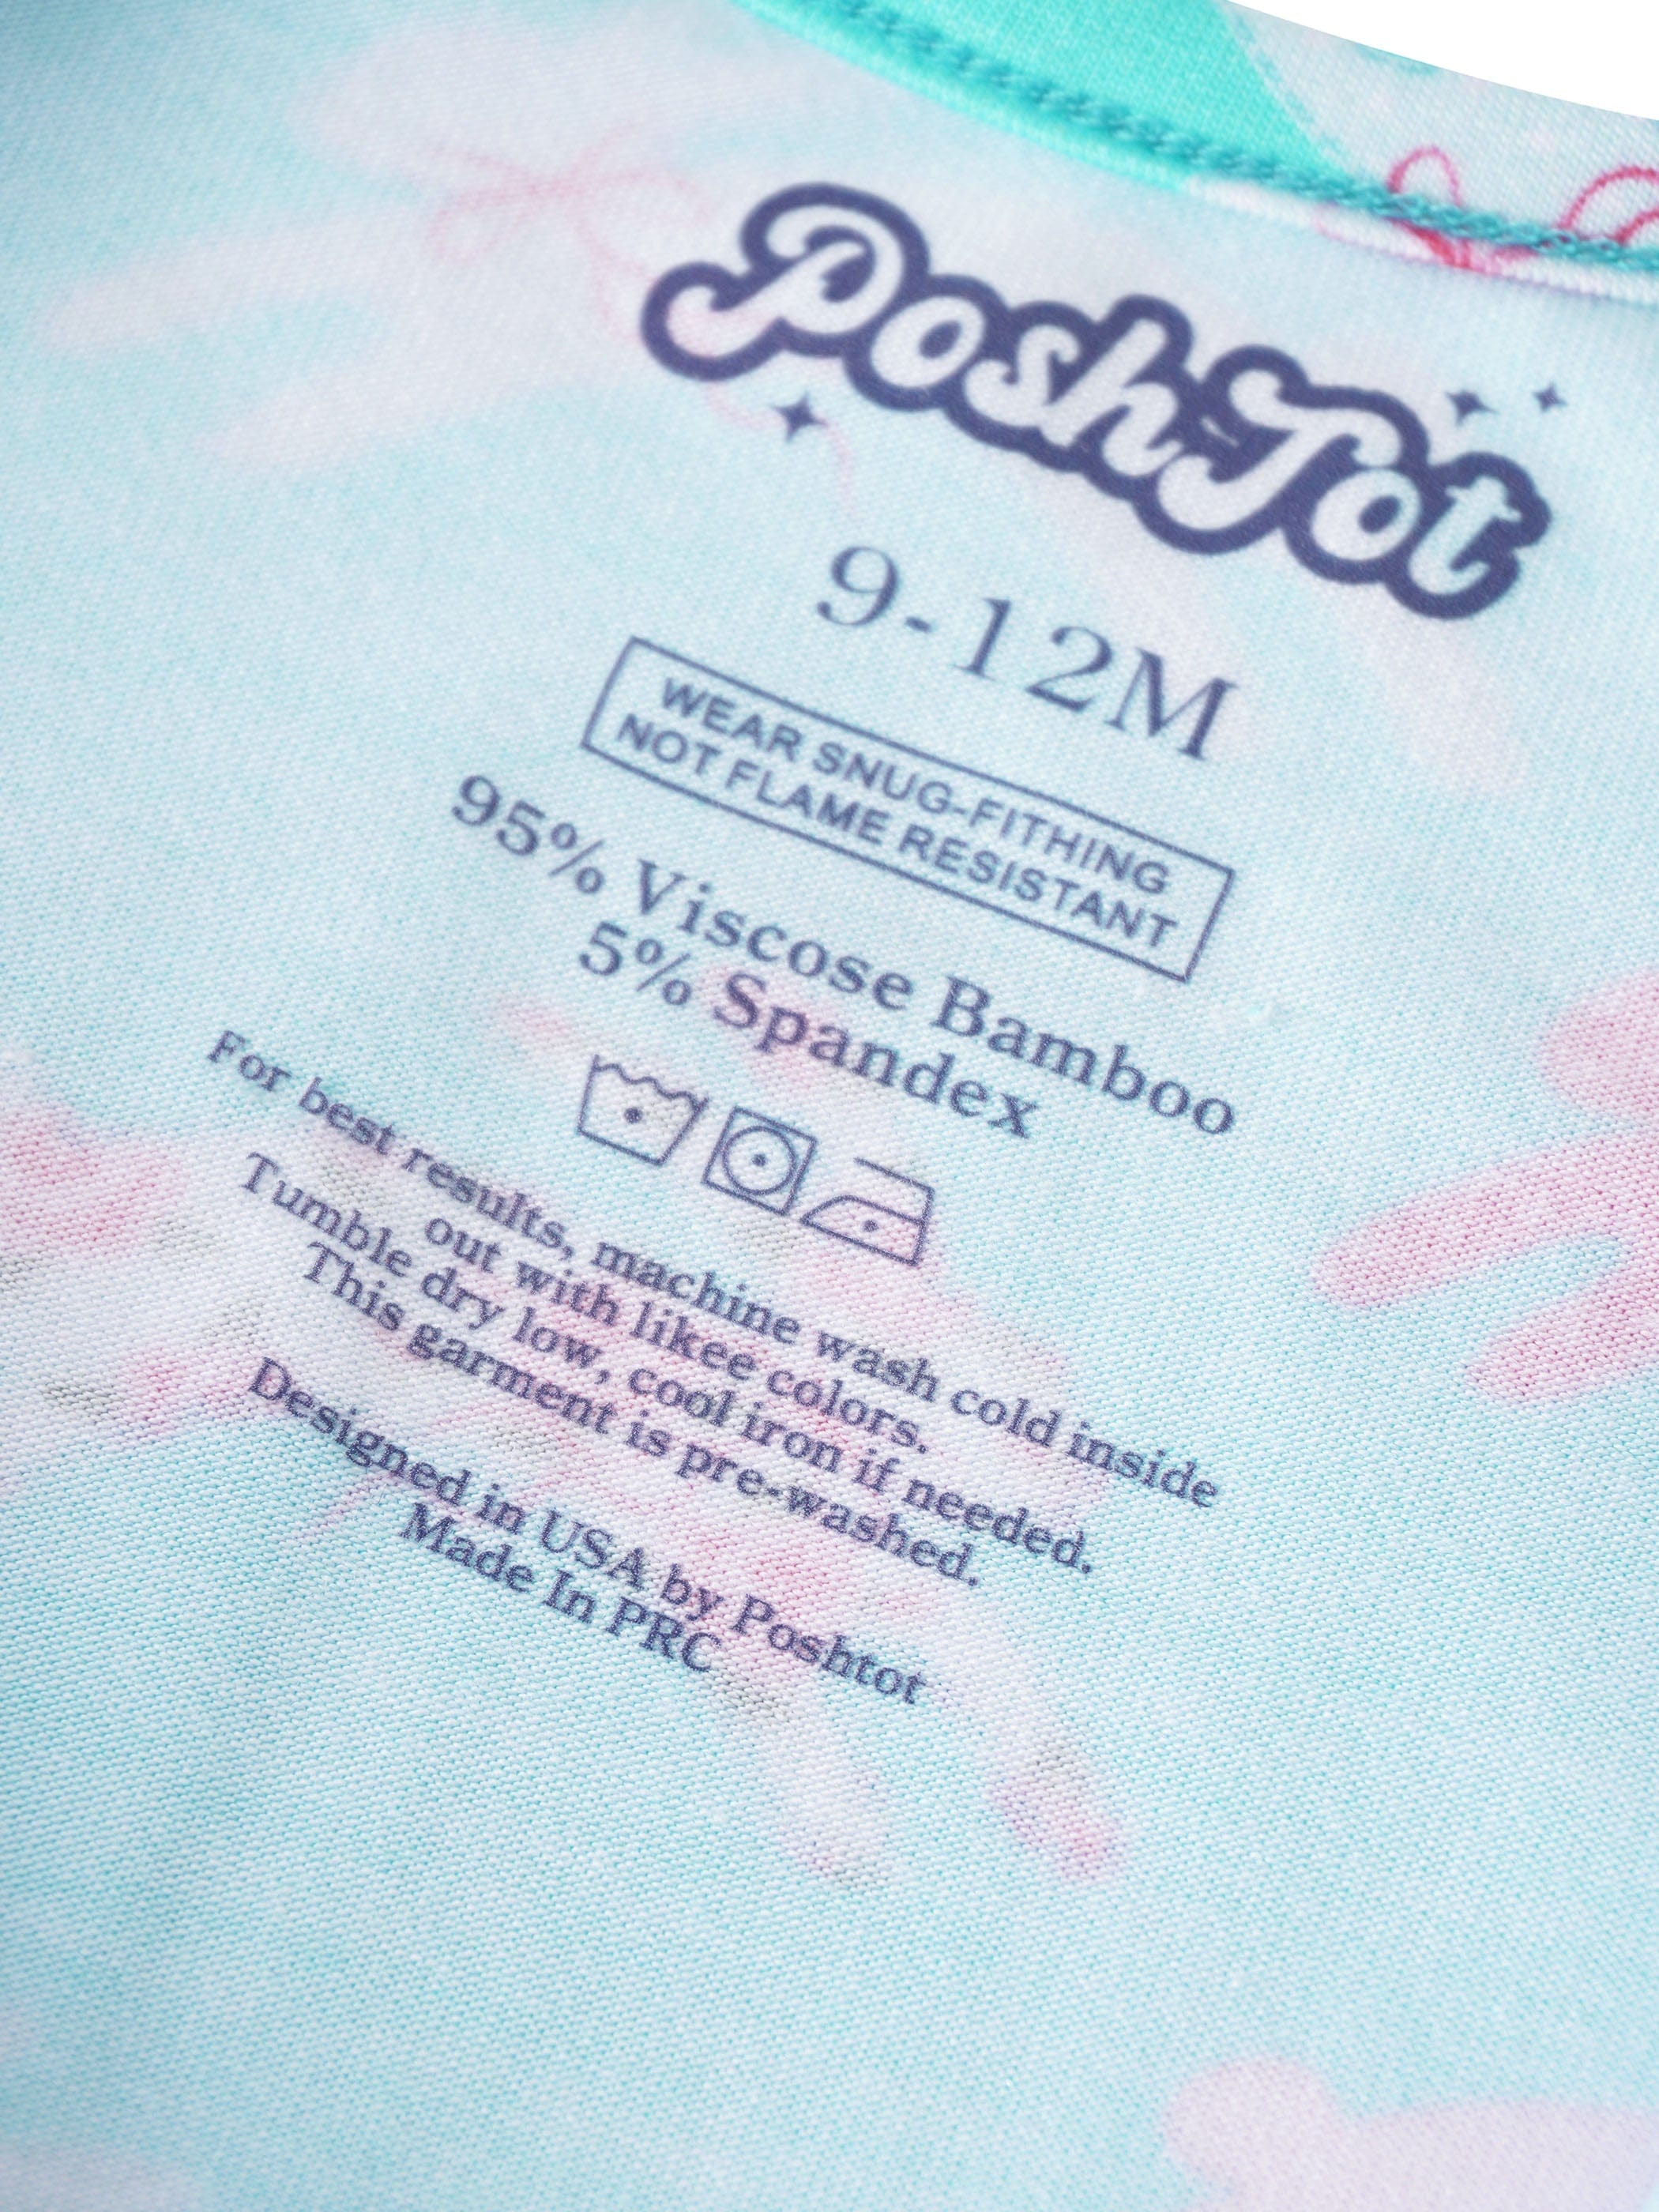 PoshTot
9-12M
WEAR SNUG-FITHING
NOT FLAME RESISTANT
95% Viscose Bamboo
5% Spandex
For best results, machine wash cold inside
out with likee colors.
Tumble dry low, cool iron if needed.
This garment is pre-washed.
Designed in USA by Poshtot
Made In PRC